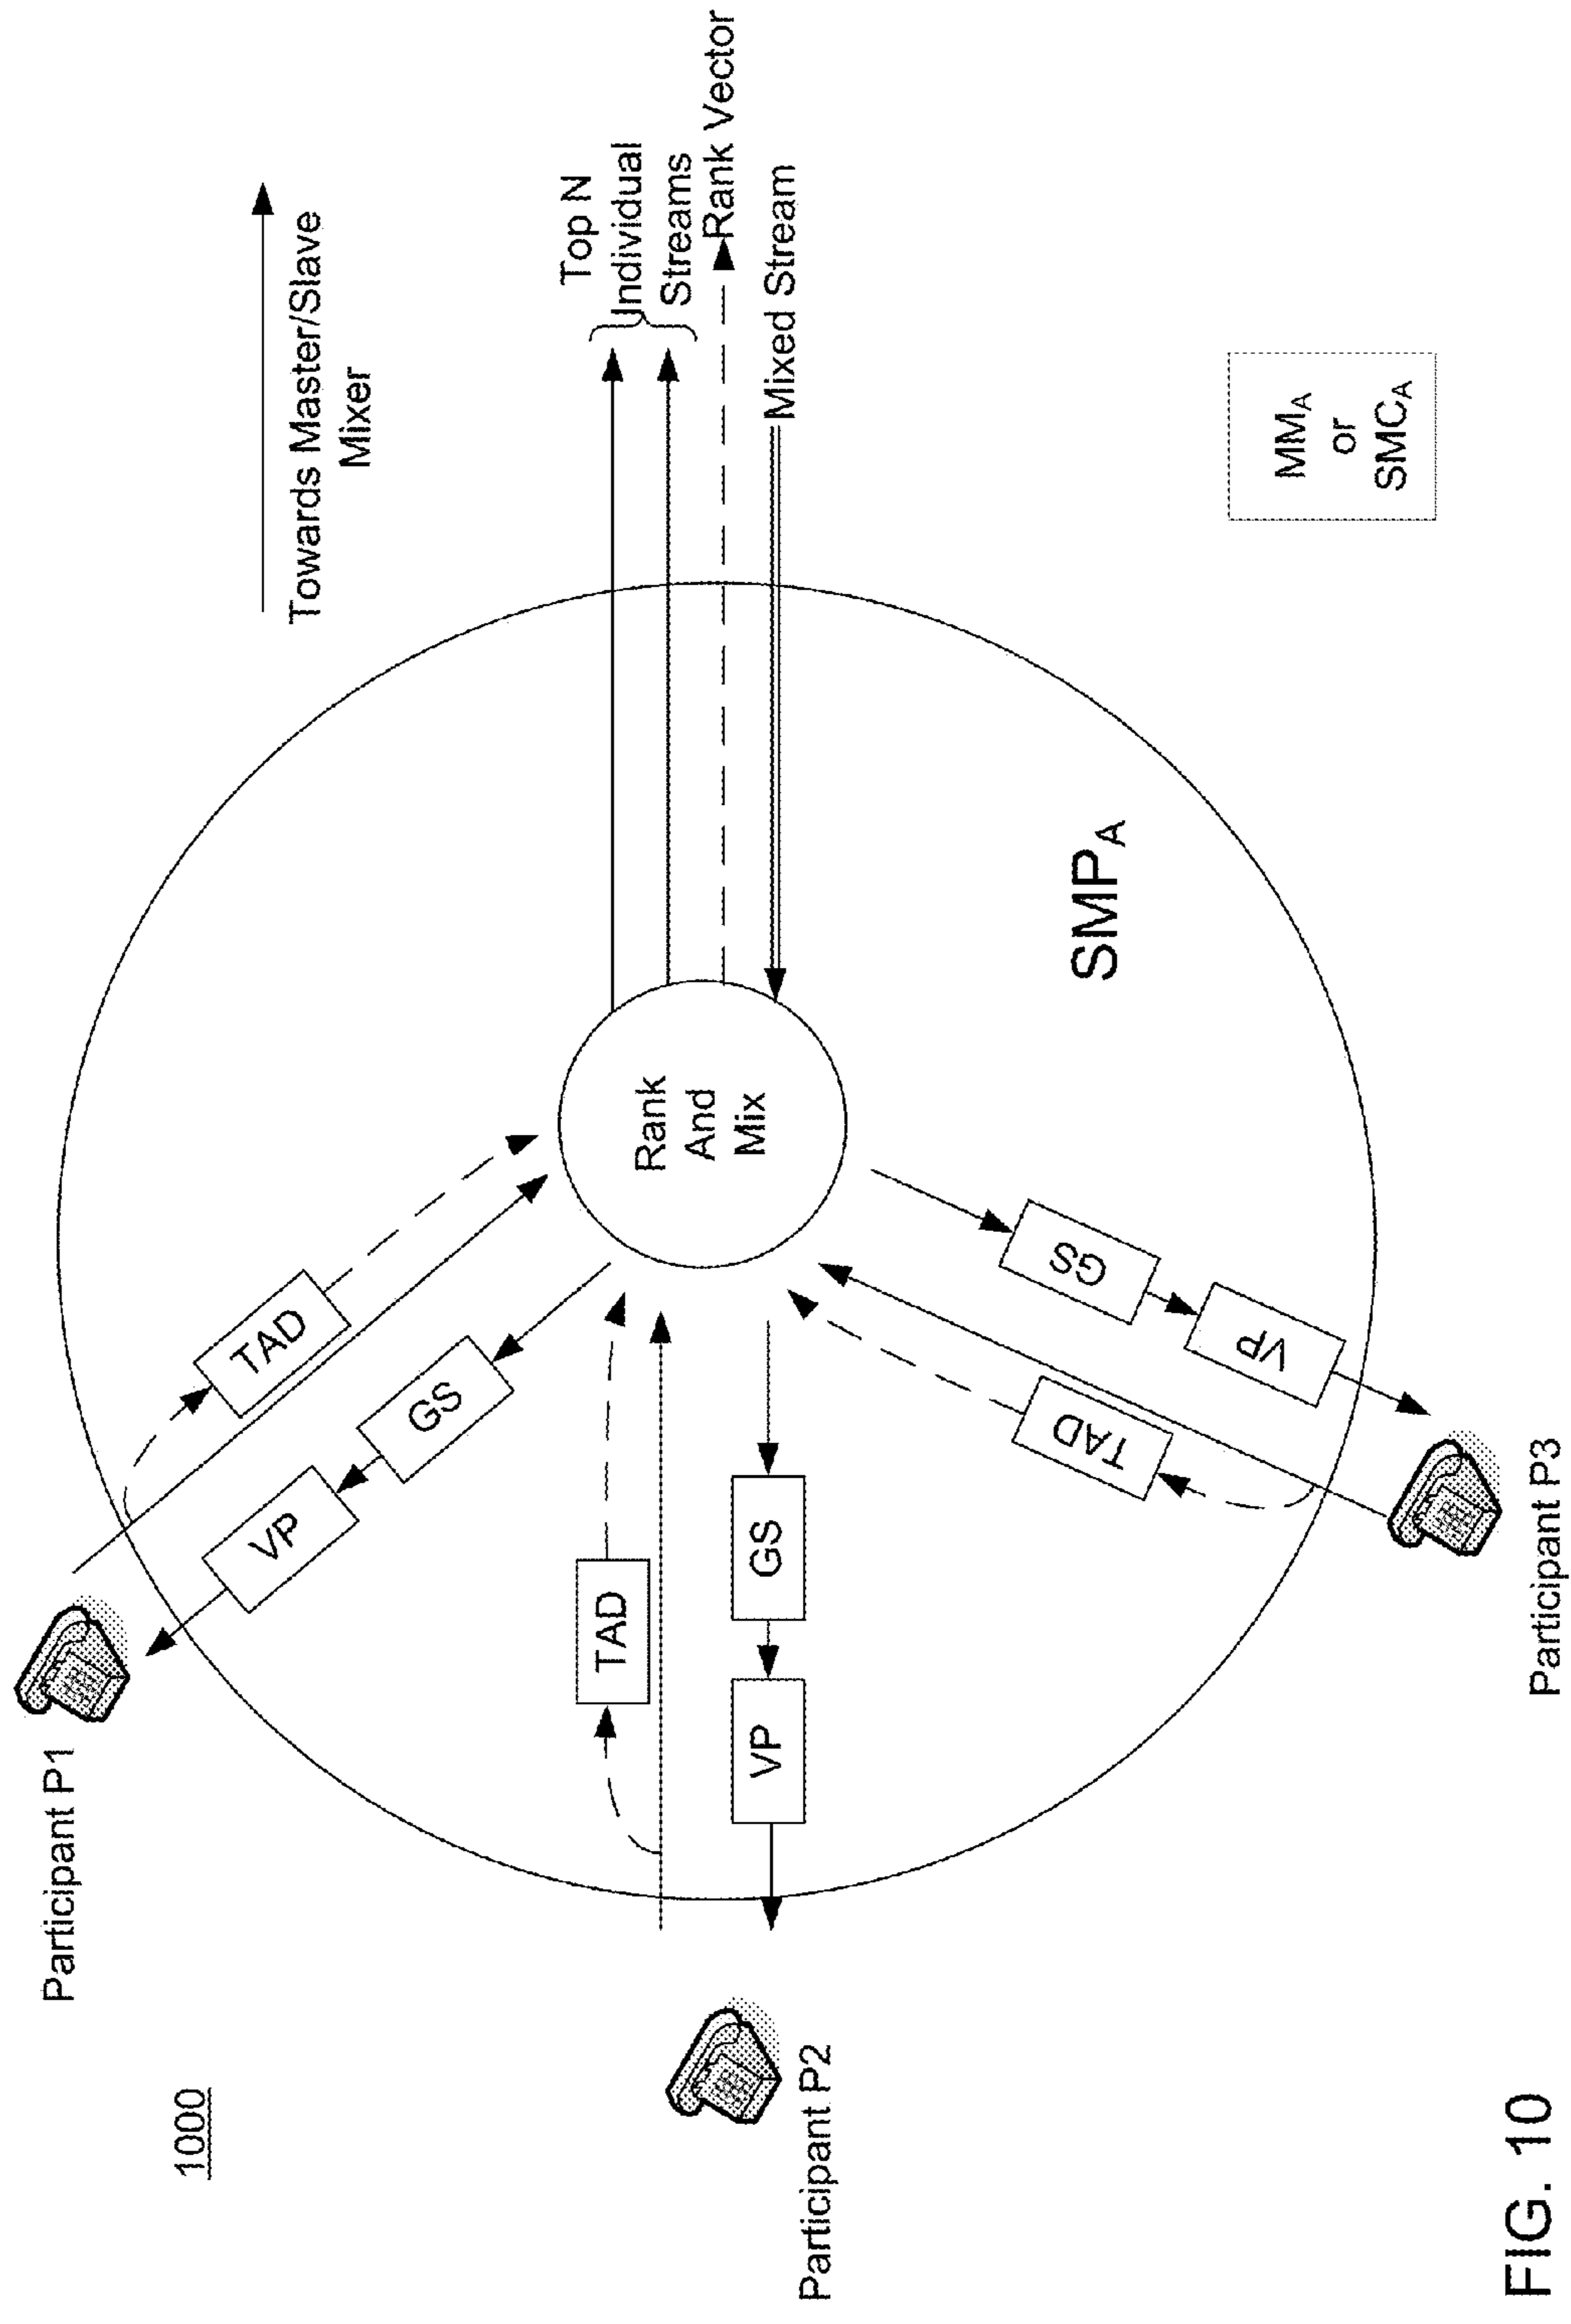 1000
Participant P1
Towards Master/Slave
Mixer
TAD
VP
GS
Top N
Individual
Streams
Rank Vector
Mixed Stream
Rank
And
Mix
TAD
GS
VP
Participant P2
SMPA
GS
VP
TAD
Participant P3
MMA
or
SMCA
FIG. 10